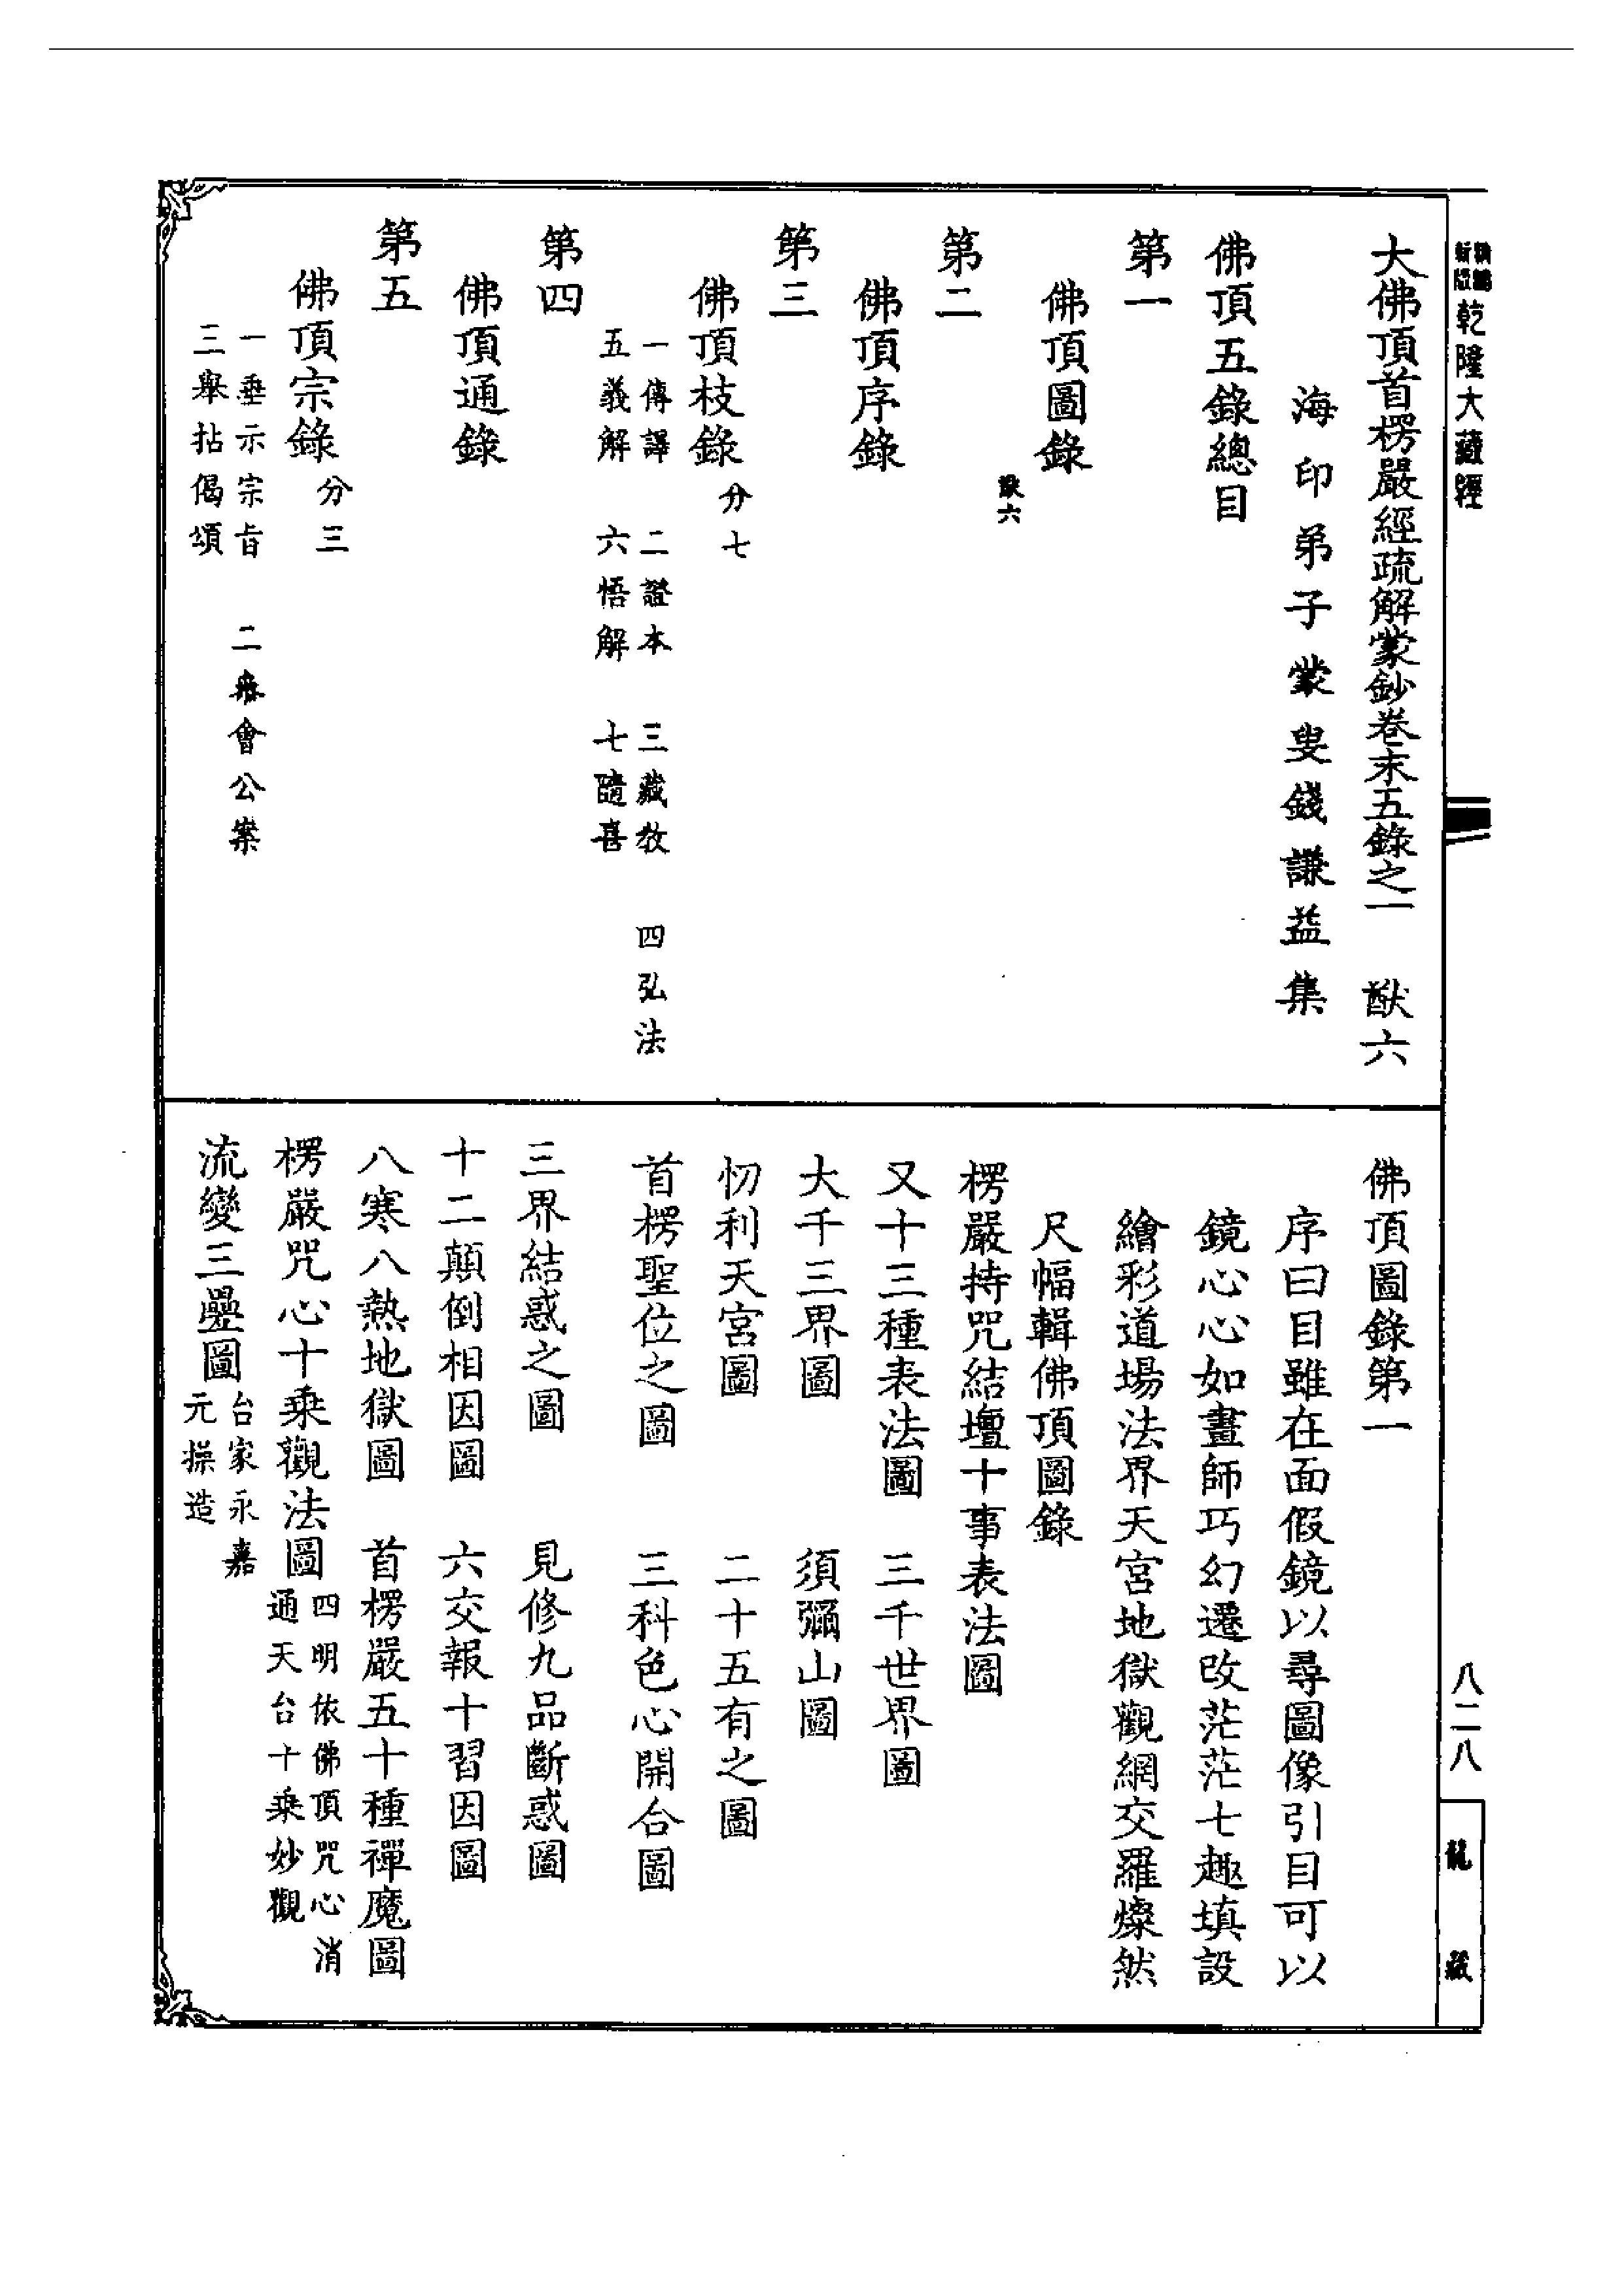 乾隆大藏經
大佛頂首楞嚴經疏解蒙鈔卷末五錄之一　猷六
海印弟子蒙叟錢謙益集
佛頂五錄總目
第一
佛頂圖錄
猷六
第二
佛頂序錄
第三
佛頂枝錄分七
一傳譯　二證本　三藏教　四弘法
五義解　六悟解　七隨喜
第四
佛頂通錄
第五
佛頂宗錄分三
一垂示宗旨　二叅會公案
三舉拈偈頌
佛頂圖錄第一
序曰目雖在面假鏡以尋圖像引目可以
鏡心心如畫師巧幻遷改茫茫七趣填設
繪彩道場法界天宮地獄觀網交羅燦然
尺幅輯佛頂圖錄
楞嚴持咒結壇十事表法圖
又十三種表法圖　三千世界圖
大千三界圖　須彌山圖
忉利天宮圖　二十五有之圖
首楞聖位之圖　三科色心開合圖
三界結惑之圖　見修九品斷惑圖
十二顛倒相因圖　六交報十習因圖
八寒八熱地獄圖　首楞嚴五十種禪魔圖
楞嚴咒心十乘觀法圖四明依佛頂咒心消
通天台十乘妙觀
流變三疊圖台家永嘉
元操造
八二八
龍藏